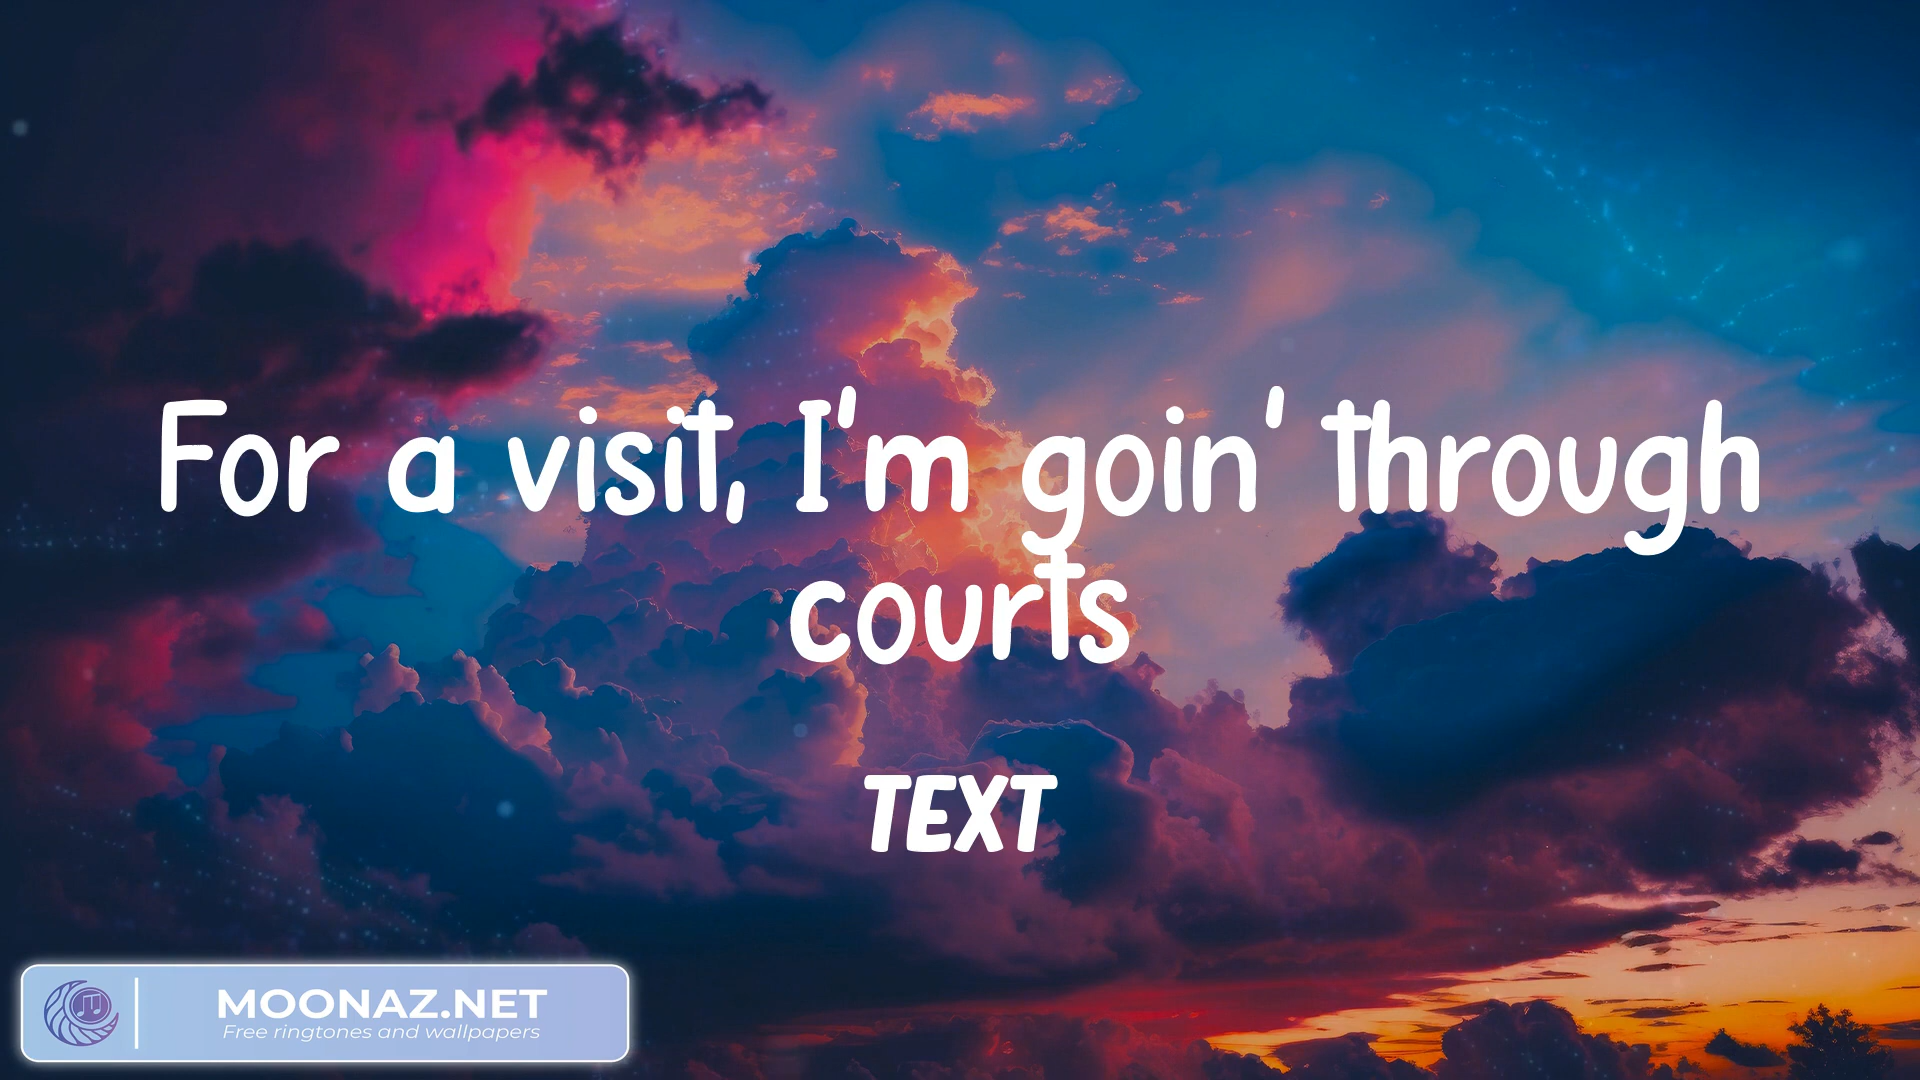 For a visit, I'm goin' through
courts
TEXT
MOONAZ.NET
Free ringtones and wallpapers